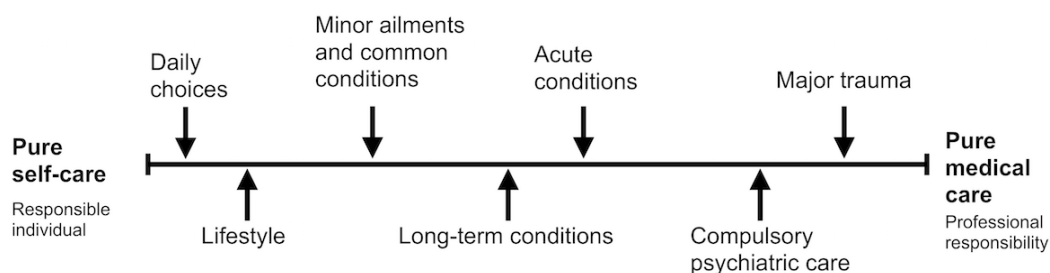 Minor ailments
and common
conditions
Daily
choices
Acute
conditions
Major trauma
Pure
self-care
Responsible
individual
Pure
medical
care
Professional
responsibility
Lifestyle
Long-term conditions
Compulsory
psychiatric care